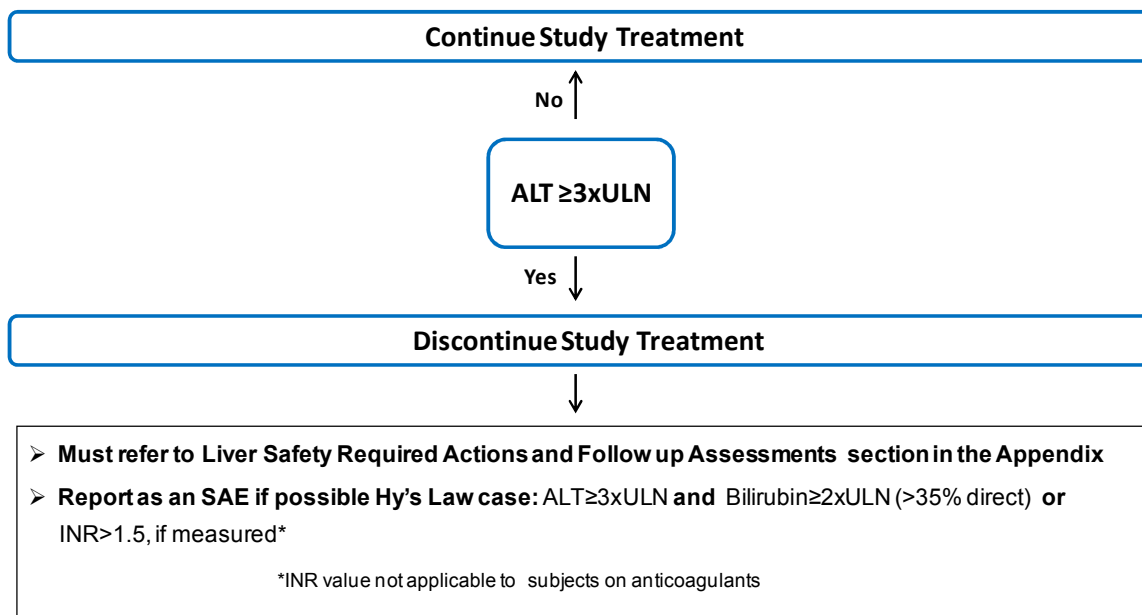 Continue Study Treatment
No
ALT ≥3xULN
Yes
Discontinue Study Treatment
➢ Must refer to Liver Safety Required Actions and Follow up Assessments section in the Appendix
➢ Report as an SAE if possible Hy's Law case: ALT≥3xULN and Bilirubin≥2xULN (>35% direct) or
INR>1.5, if measured*
*INR value not applicable to subjects on anticoagulants